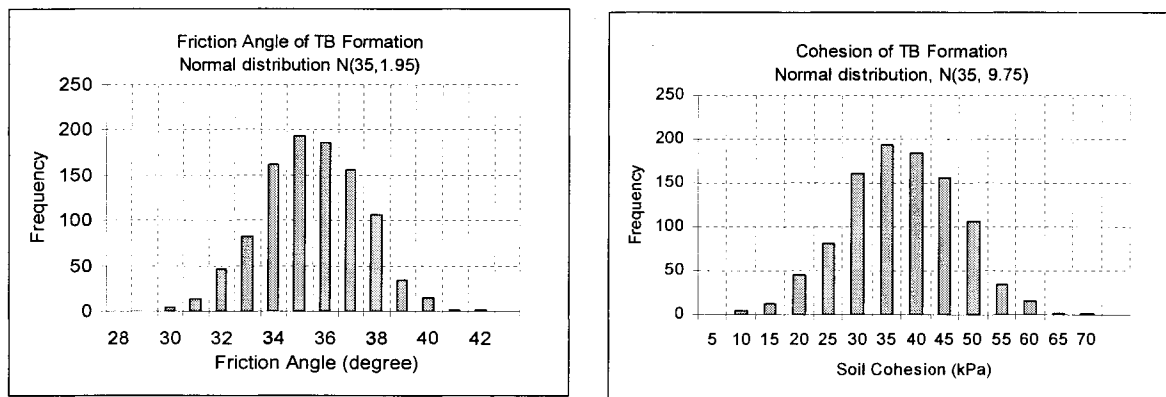 Friction Angle of TB Formation
Normal distribution N(35,1.95)
250
200
150
100
50
0
Frequency
28 30 32 34 36 38 40 42
Friction Angle (degree)
Cohesion of TB Formation
Normal distribution, N(35, 9.75)
250
200
150
100
50
0
Frequency
5 10 15 20 25 30 35 40 45 50 55 60 65 70
Soil Cohesion (kPa)